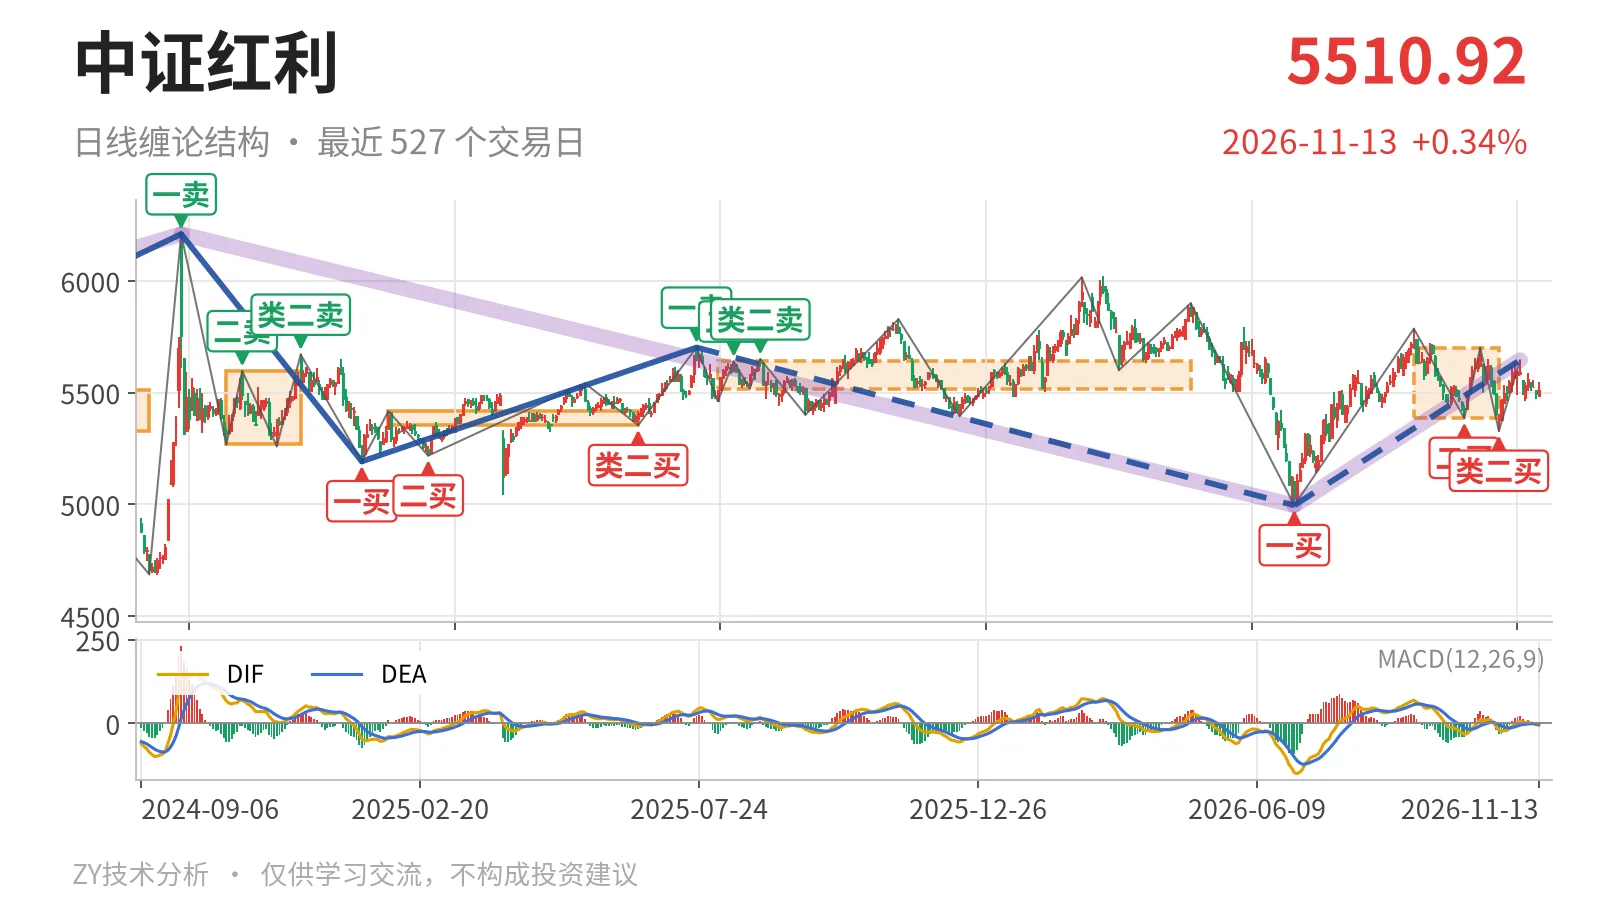 中证红利
5510.92
日线缠论结构 • 最近 527 个交易日
2026-11-13 +0.34%
一卖
类二卖
类二卖
6000
5500
5000
4500
一买
二买
类二买
一买
类二买
250
0
DIF
DEA
MACD(12,26,9)
2024-09-06
2025-02-20
2025-07-24
2025-12-26
2026-06-09
2026-11-13
ZY技术分析 • 仅供学习交流，不构成投资建议